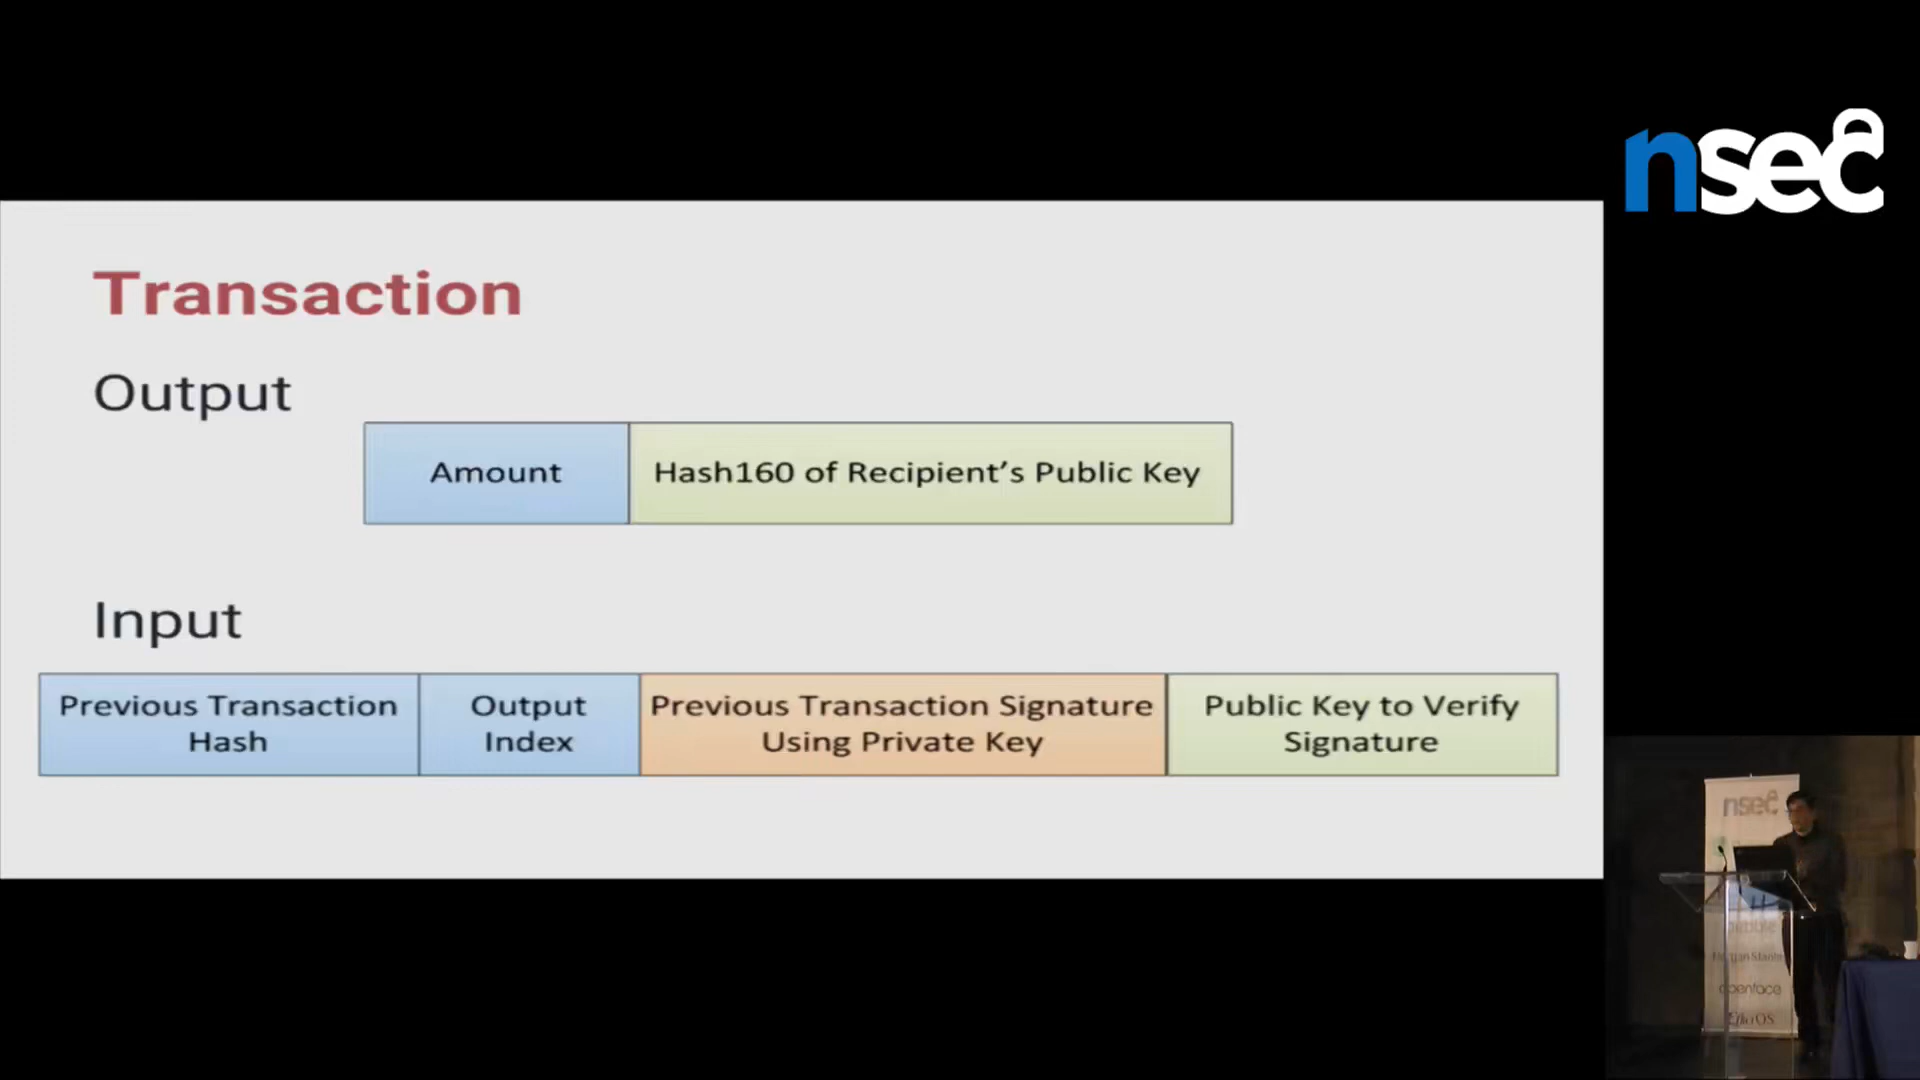 nsec
Transaction
Output
Amount
Hash160 of Recipient’s Public Key
Input
Previous Transaction
Hash
Output
Index
Previous Transaction Signature
Using Private Key
Public Key to Verify
Signature
nsec